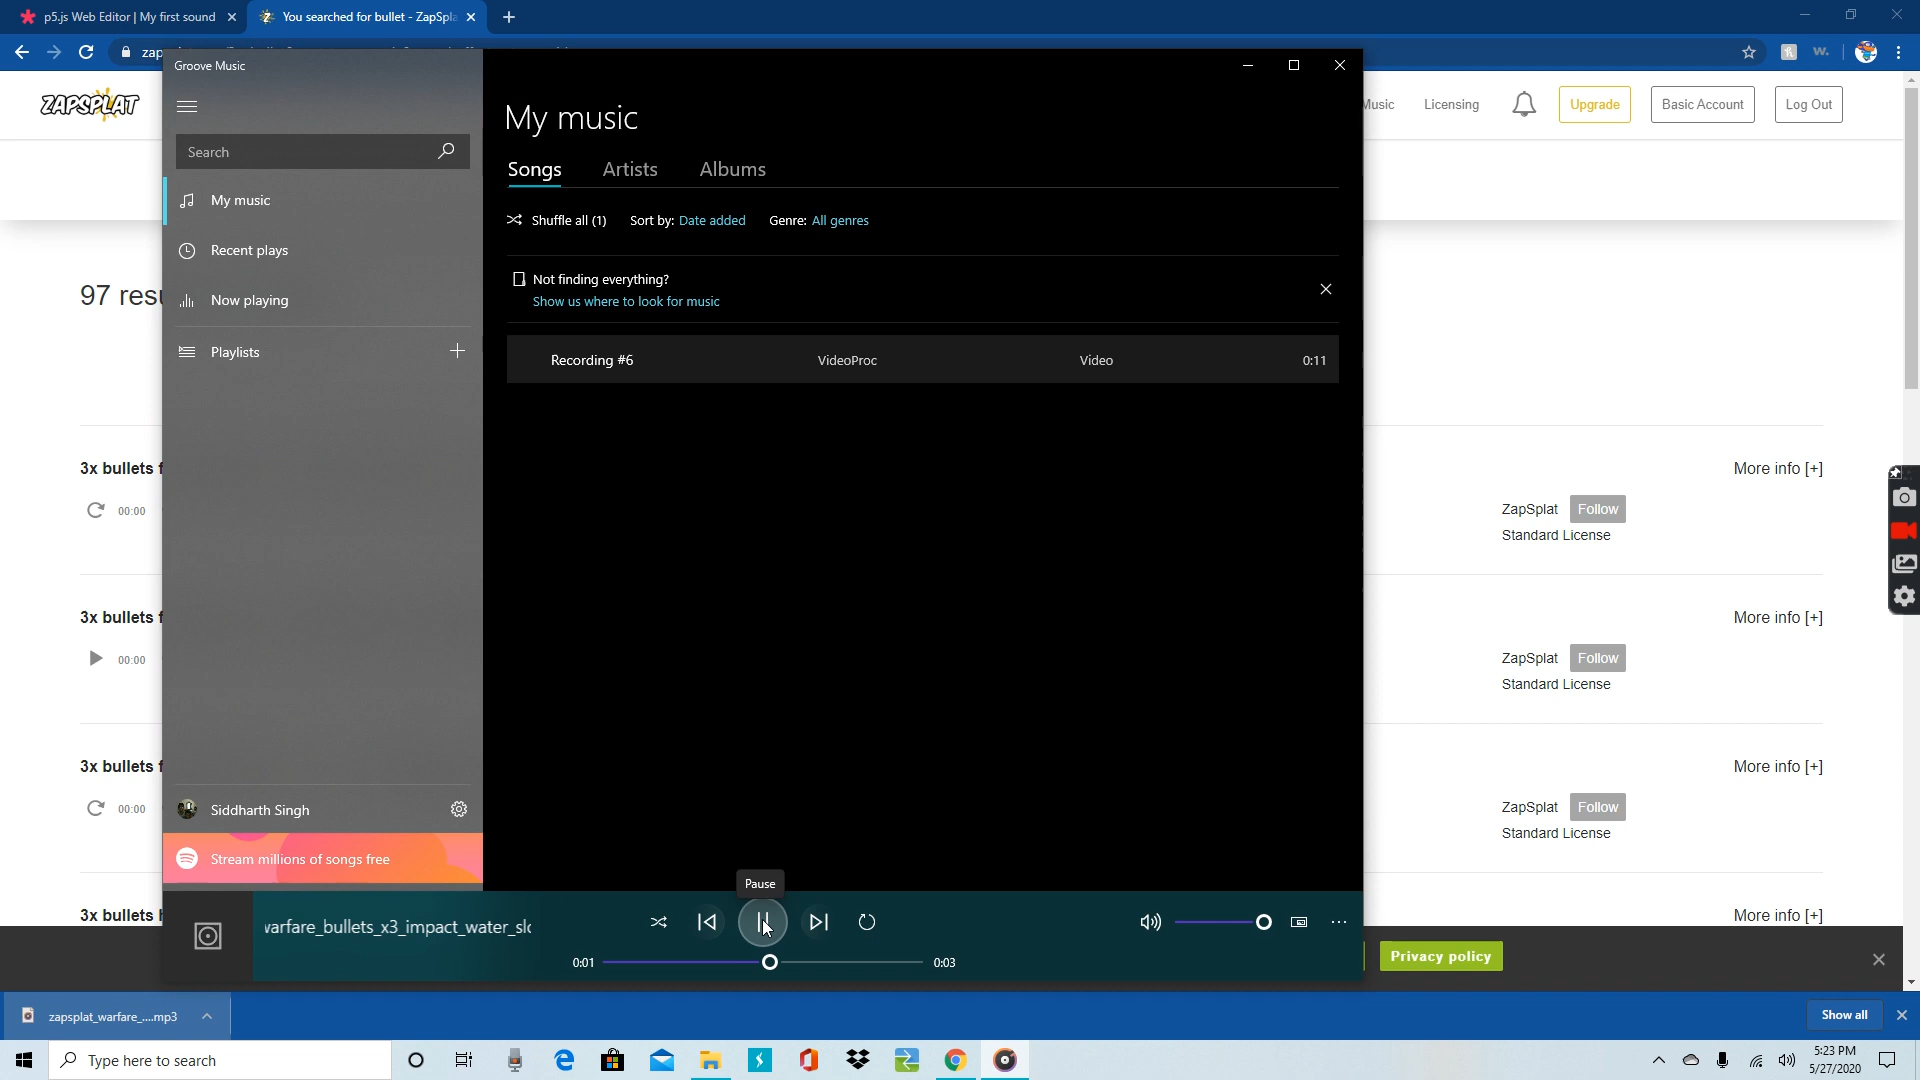 p5.js Web Editor | My first sound
You searched for bullet - ZapSpl
zap
Groove Music
ZAPSPLAT
Music
Licensing
Upgrade
Basic Account
Log Out
Search
My music
Recent plays
Now playing
Playlists
Siddharth Singh
Stream millions of songs free
My music
Songs
Artists
Albums
Shuffle all (1)
Sort by: Date added
Genre: All genres
Not finding everything?
Show us where to look for music
Recording #6
VideoProc
Video
0:11
97 resu
3x bullets f
More info [+]
00:00
ZapSplat
Follow
Standard License
3x bullets f
More info [+]
00:00
ZapSplat
Follow
Standard License
3x bullets f
More info [+]
00:00
ZapSplat
Follow
Standard License
3x bullets h
More info [+]
Pause
warfare_bullets_x3_impact_water_slo
0:01
0:03
Privacy policy
zapsplat_warfare_....mp3
Show all
Type here to search
5:23 PM
5/27/2020